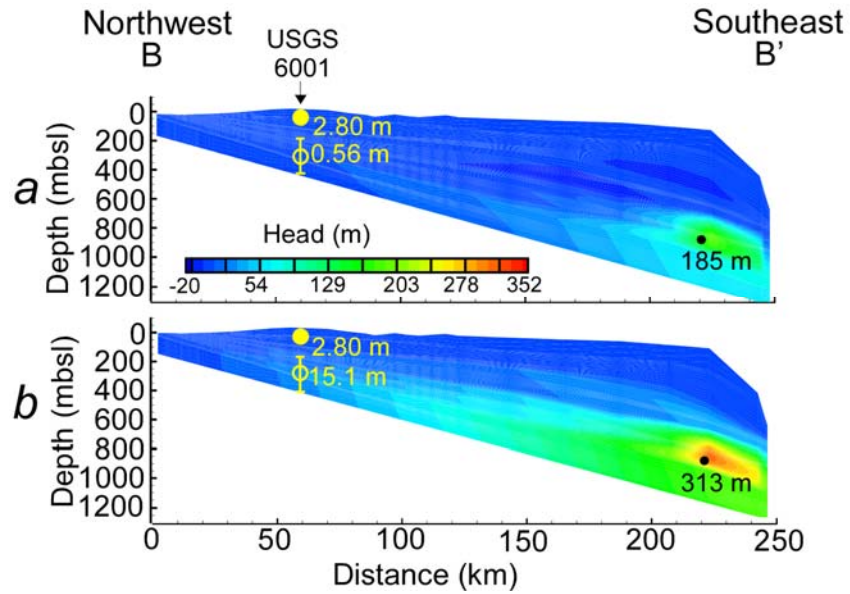 Northwest
B
USGS
6001
Southeast
B’
a
Depth (mbsl)
0
200
400
600
800
1000
1200
2.80 m
0.56 m
Head (m)
-20 54 129 203 278 352
185 m
b
Depth (mbsl)
0
200
400
600
800
1000
1200
2.80 m
15.1 m
313 m
0 50 100 150 200 250
Distance (km)